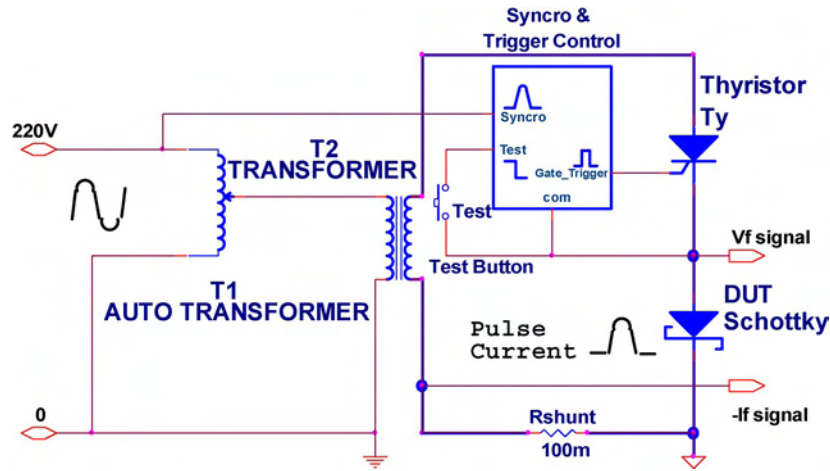 Syncro &
Trigger Control
Thyristor
Ty
220V
Syncro
T2
TRANSFORMER
Test
Gate_Trigger
com
Test
Vf signal
Test Button
T1
AUTO TRANSFORMER
DUT
Schottky
Pulse
Current
-If signal
0
Rshunt
100m